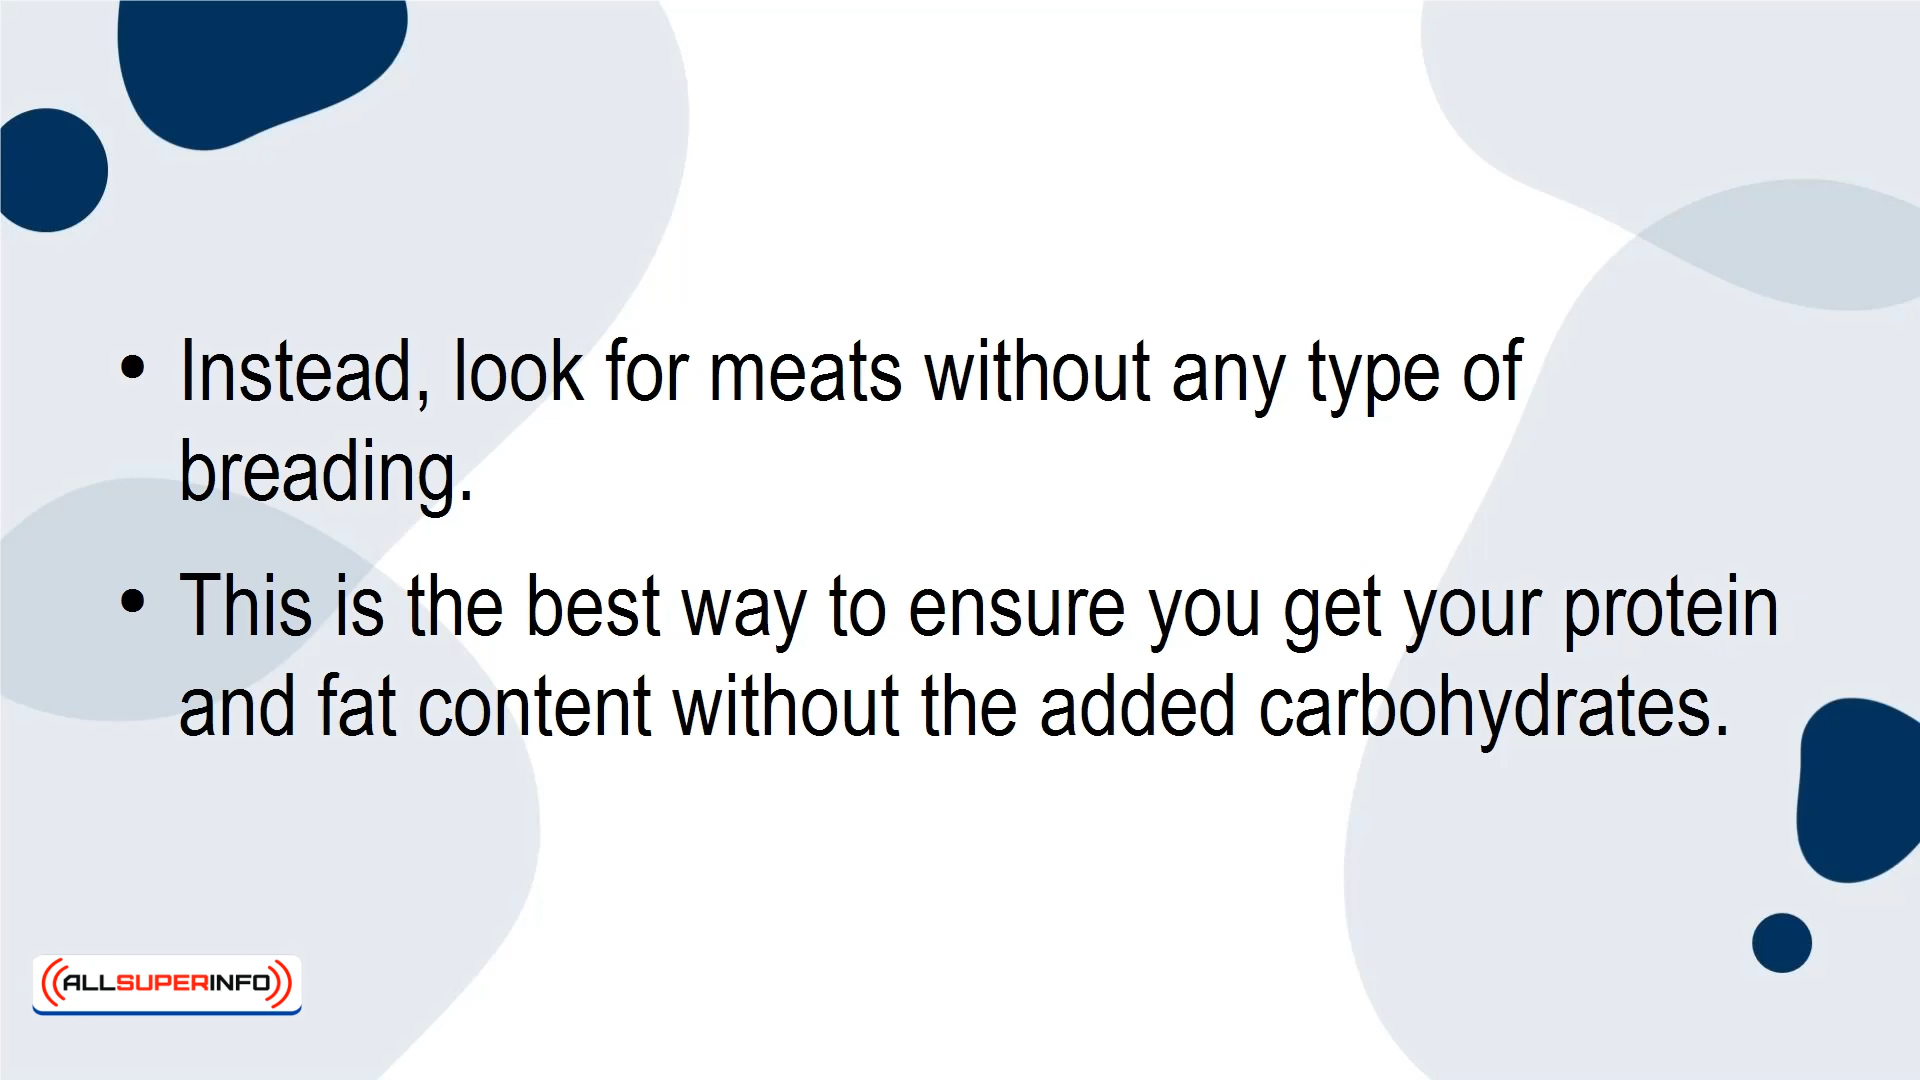 • Instead, look for meats without any type of
breading.
• This is the best way to ensure you get your protein
and fat content without the added carbohydrates.
ALLSUPERINFO